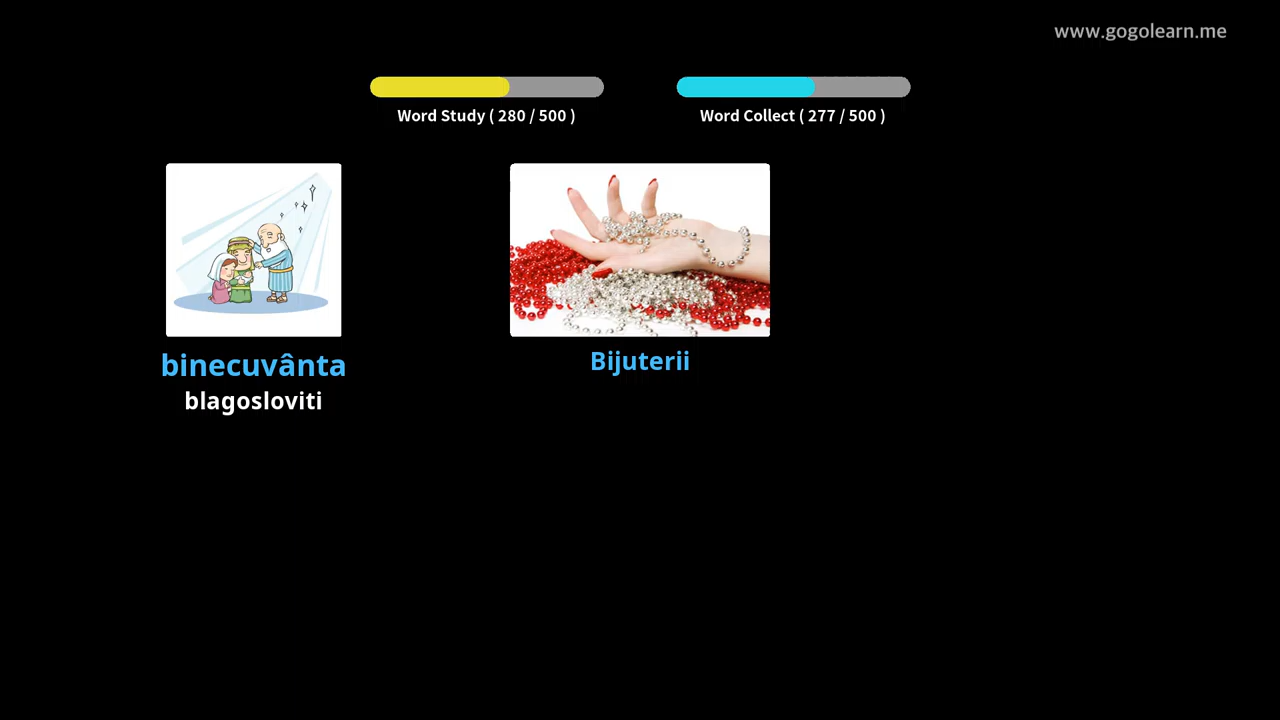 www.gogolearn.me
Word Study ( 280 / 500 )
Word Collect ( 277 / 500 )
binecuvânta
blagosloviti
Bijuterii